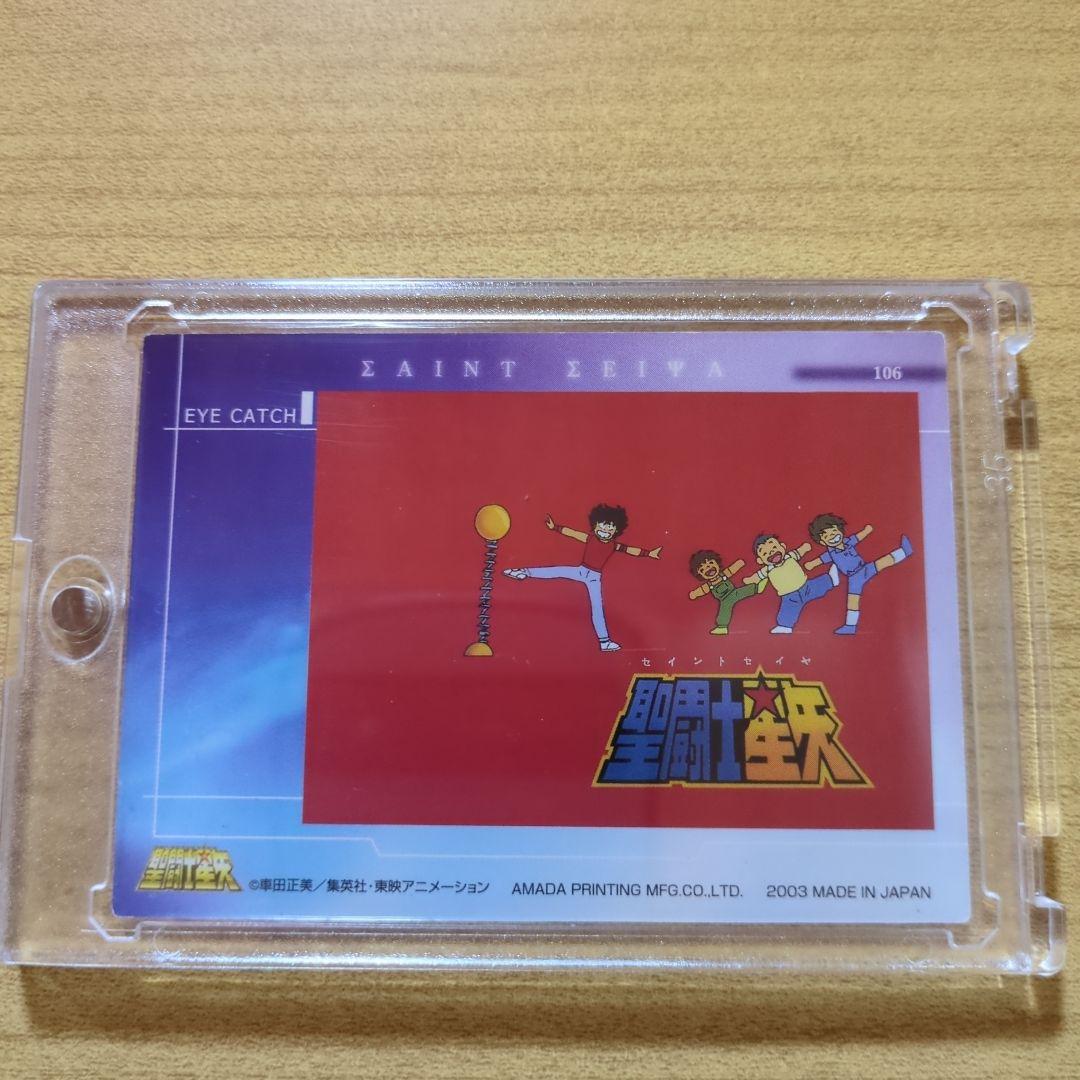 ΣAINT ΣEIΨA
106
EYE CATCH
セイントセイヤ
聖闘士星矢
聖闘士星矢
©車田正美／集英社・東映アニメーション AMADA PRINTING MFG.CO.,LTD. 2003 MADE IN JAPAN
35